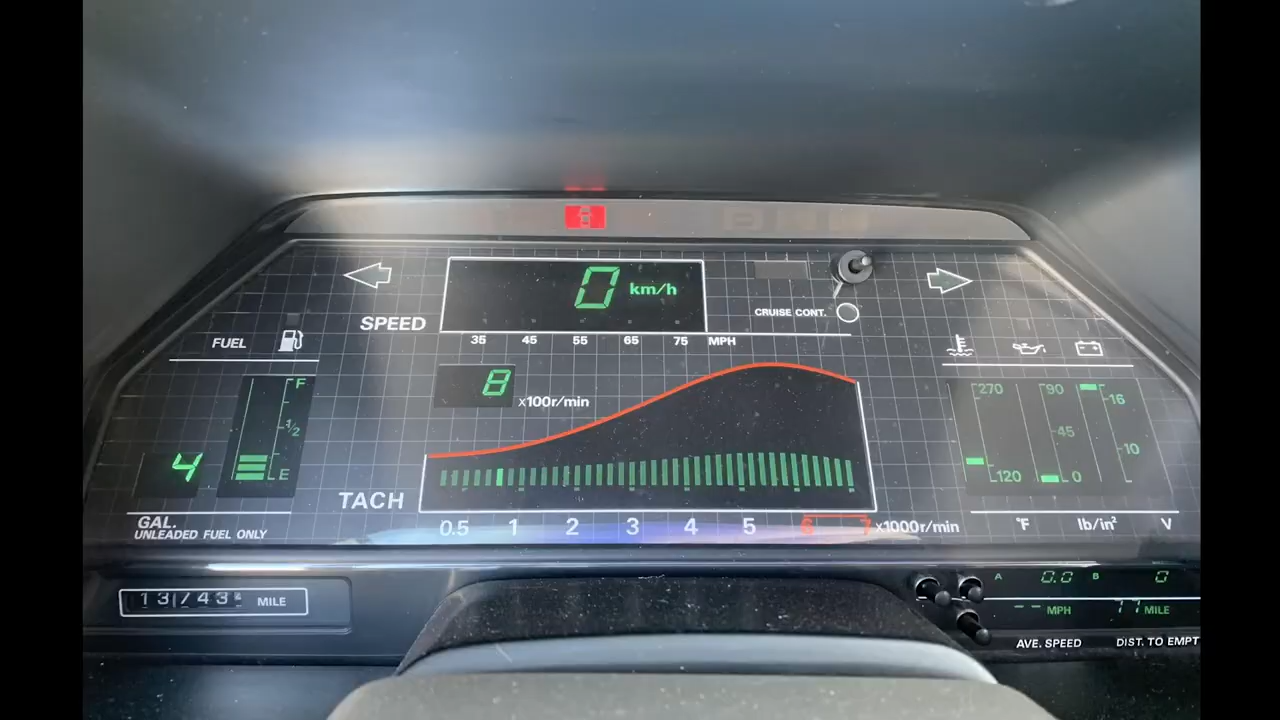 0 km/h
SPEED
CRUISE CONT.
35 45 55 65 75 MPH
FUEL
8 x100r/min
F
1/2
E
4
270
120
90
45
0
16
10
TACH
GAL.
UNLEADED FUEL ONLY
0.5 1 2 3 4 5 6 7 x1000r/min
°F lb/in² V
MILE
A 0.0 B 0
-- MPH 77 MILE
AVE. SPEED DIST. TO EMPT